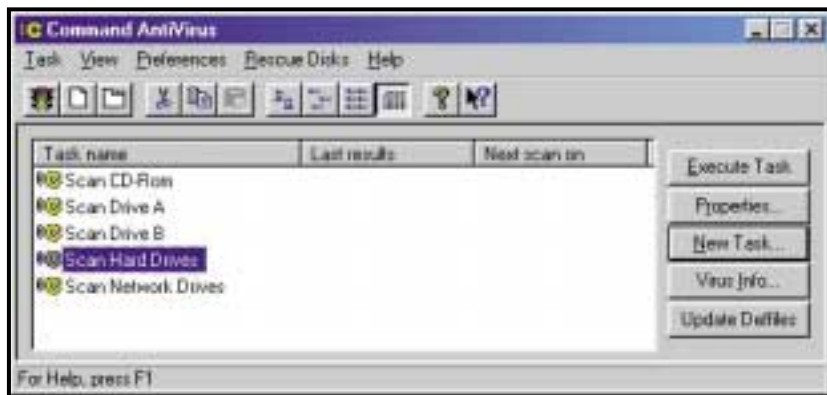 Command AntiVirus
Task View Preferences Rescue Disks Help
Task name Last results Next scan on
Scan CD-Rom
Scan Drive A
Scan Drive B
Scan Hard Drives
Scan Network Drives
Execute Task
Properties...
New Task...
Virus Info...
Update Deffiles
For Help, press F1